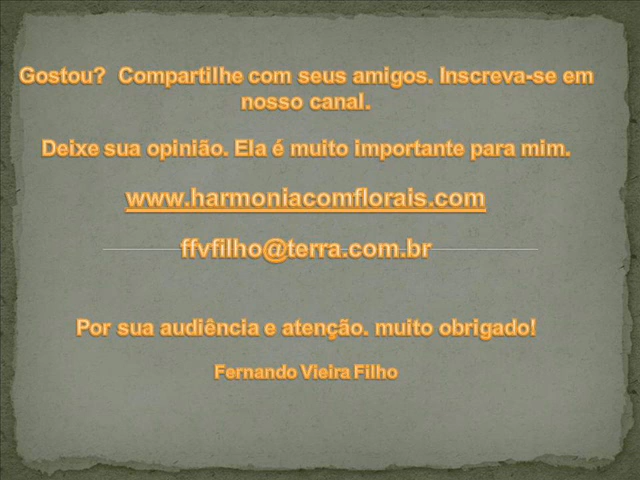 Gostou?  Compartilhe com seus amigos. Inscreva-se em
nosso canal.
Deixe sua opinião. Ela é muito importante para mim.
www.harmoniacomflorais.com
ffvfilho@terra.com.br
Por sua audiência e atenção. muito obrigado!
Fernando Vieira Filho